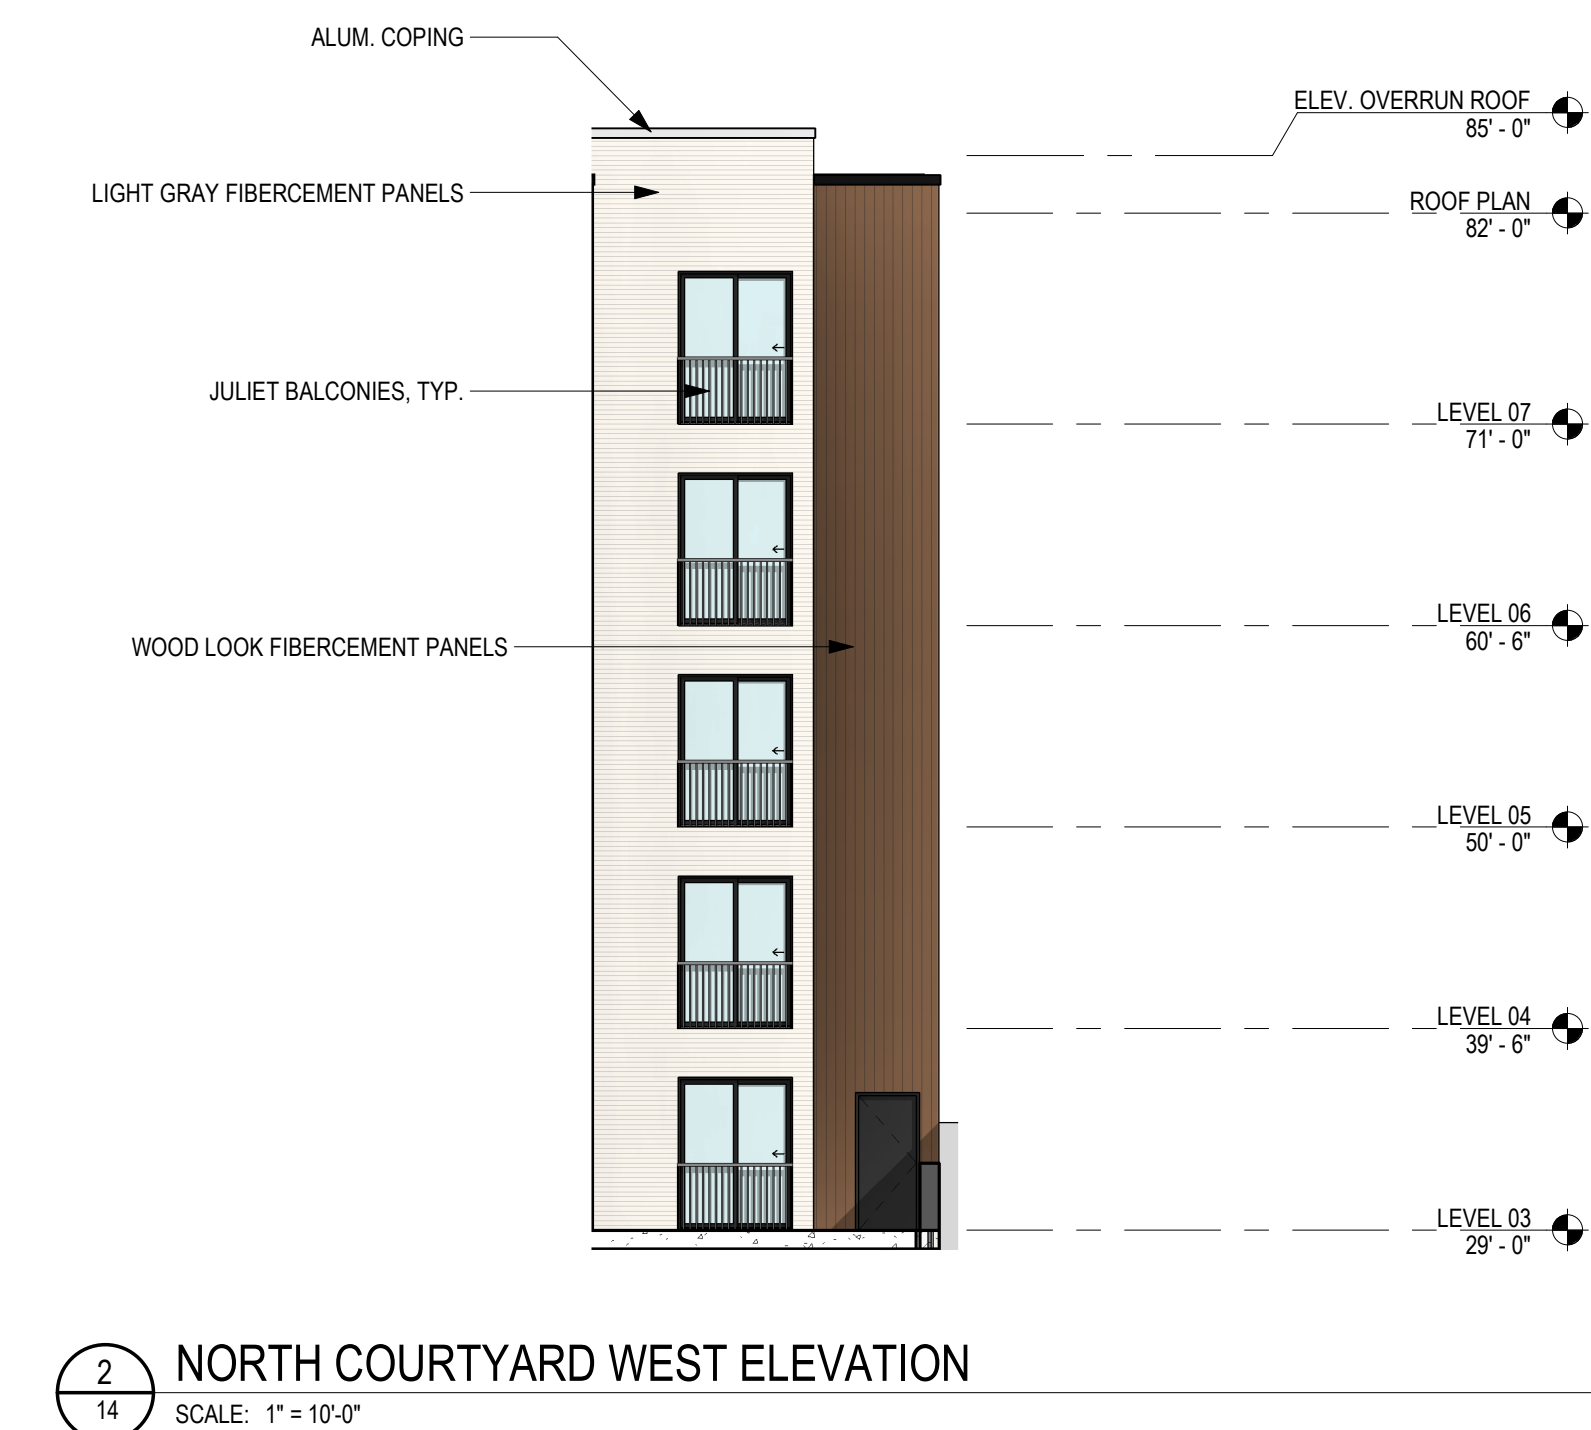 ALUM. COPING
ELEV. OVERRUN ROOF
85' - 0"
LIGHT GRAY FIBERCEMENT PANELS
ROOF PLAN
82' - 0"
JULIET BALCONIES, TYP.
LEVEL 07
71' - 0"
LEVEL 06
60' - 6"
WOOD LOOK FIBERCEMENT PANELS
LEVEL 05
50' - 0"
LEVEL 04
39' - 6"
LEVEL 03
29' - 0"
2
NORTH COURTYARD WEST ELEVATION
14
SCALE: 1" = 10'-0"